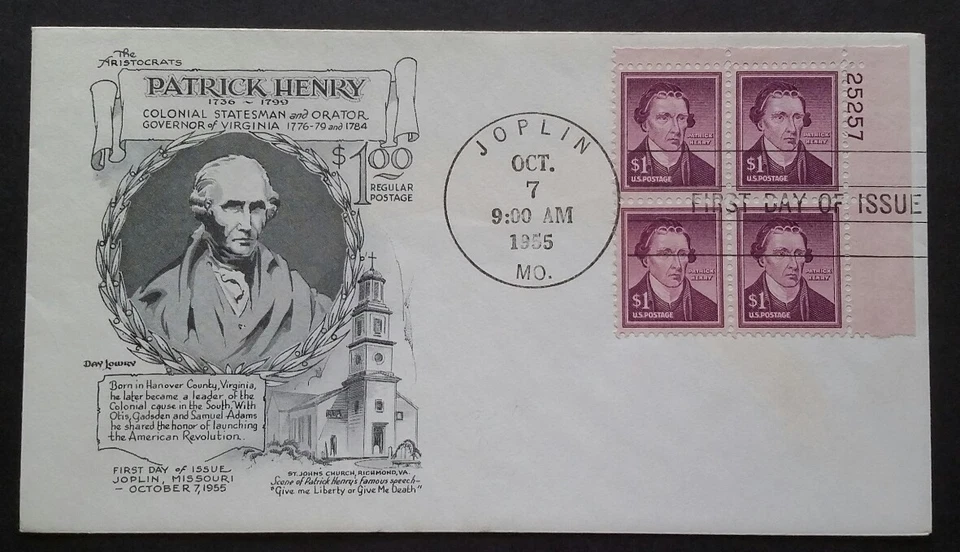 The
ARISTOCRATS
PATRICK HENRY
1736 ~ 1799
COLONIAL STATESMAN and ORATOR
GOVERNOR of VIRGINIA 1776-79 and 1784
$1.00
REGULAR
POSTAGE
DAY LOWRY
Born in Hanover County, Virginia,
he later became a leader of the
Colonial cause in the South. With
Otis, Gadsden and Samuel Adams
he shared the honor of launching
the American Revolution.
FIRST DAY of ISSUE
JOPLIN, MISSOURI
– OCTOBER 7, 1955
ST. JOHNS CHURCH, RICHMOND, VA.
Scene of Patrick Henry's famous speech—
"Give me Liberty or Give Me Death"
JOPLIN
OCT.
7
9:00 AM
1955
MO.
PATRICK
HENRY
$1
U.S. POSTAGE
PATRICK
HENRY
$1
U.S. POSTAGE
25257
FIRST DAY OF ISSUE
PATRICK
HENRY
$1
U.S. POSTAGE
PATRICK
HENRY
$1
U.S. POSTAGE